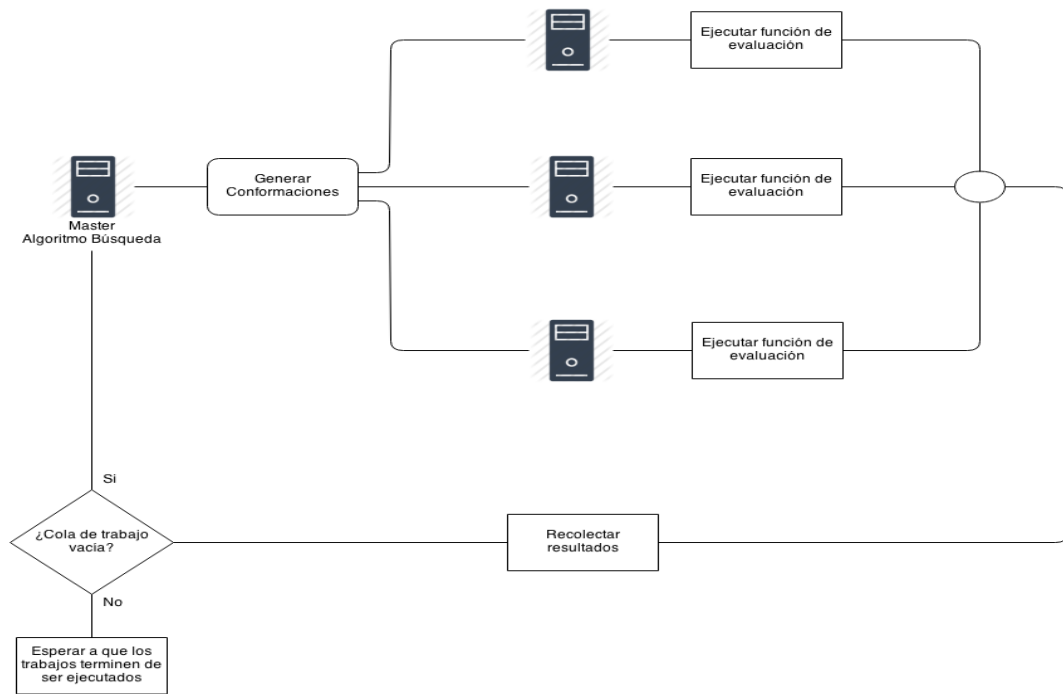 Ejecutar función de
evaluación
Generar
Conformaciones
Ejecutar función de
evaluación
Master
Algoritmo Búsqueda
Ejecutar función de
evaluación
Si
¿Cola de trabajo
vacía?
Recolectar
resultados
No
Esperar a que los
trabajos terminen de
ser ejecutados